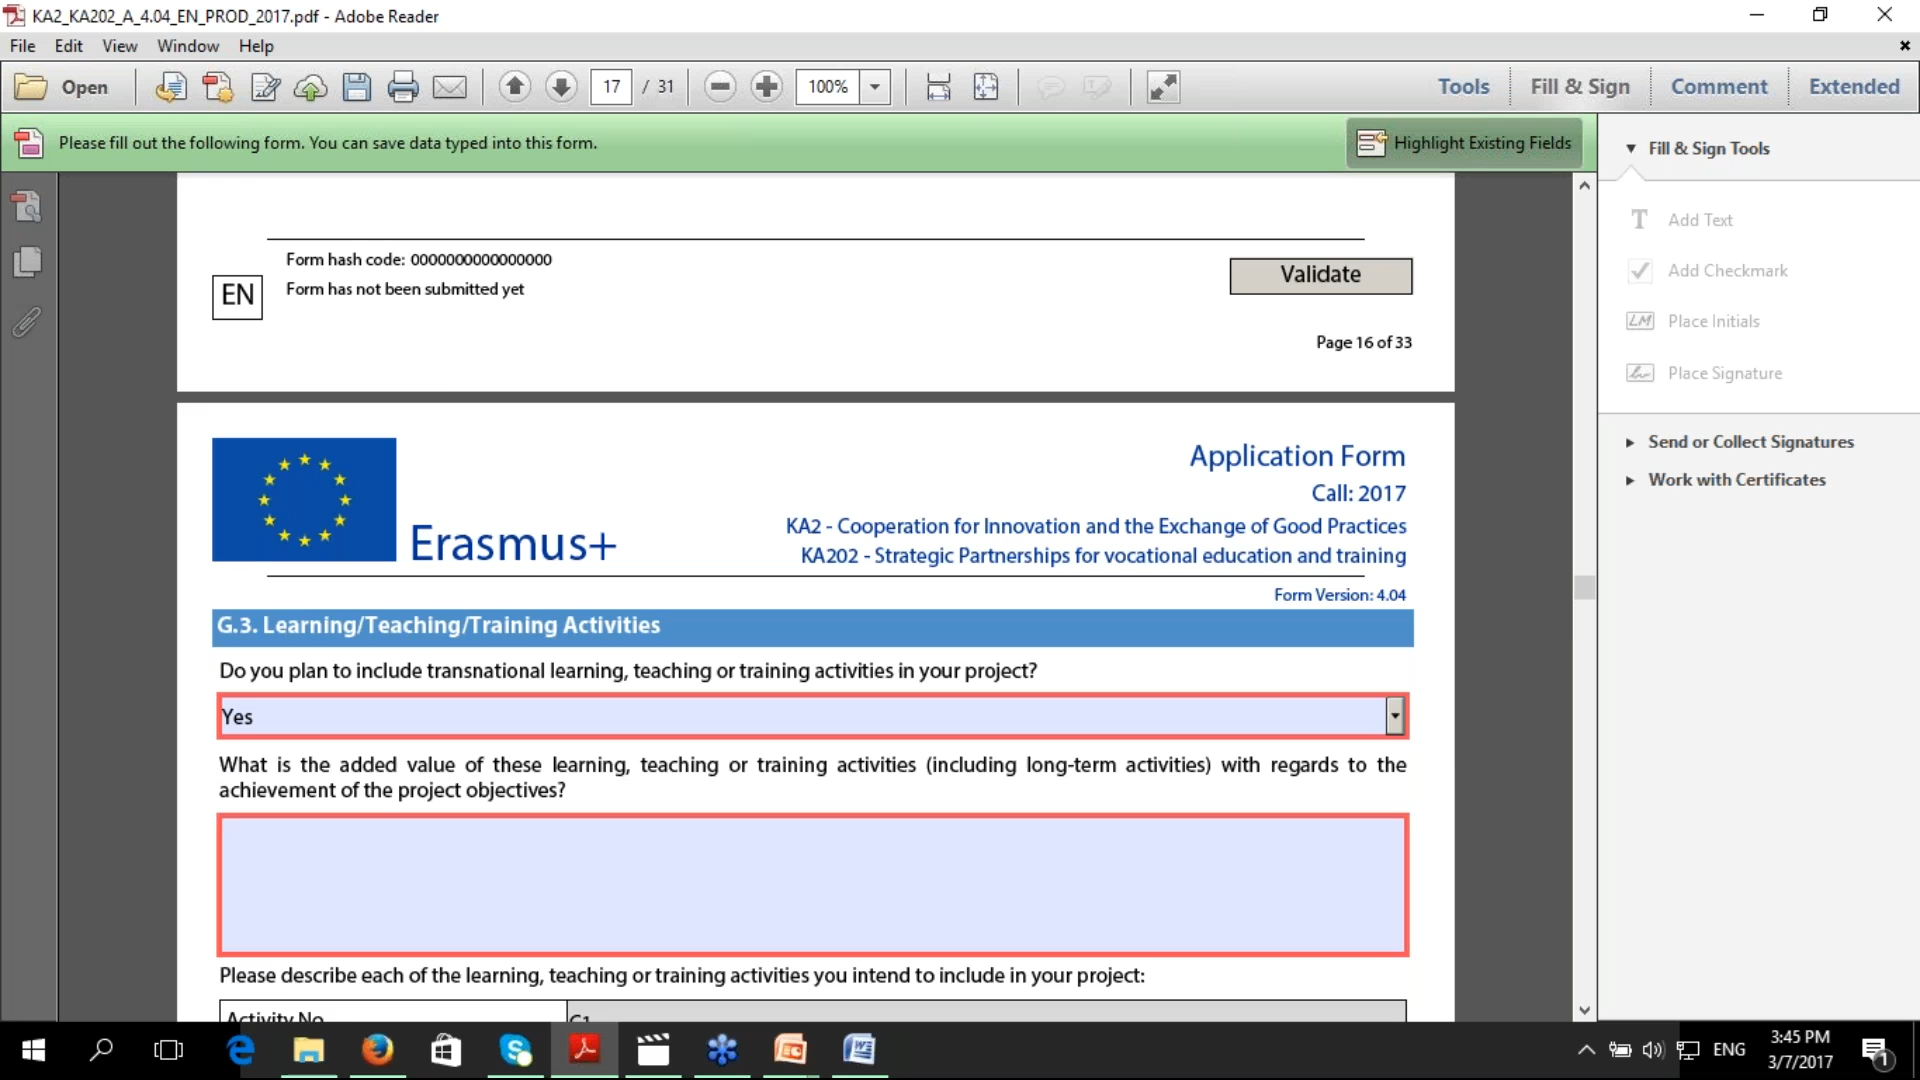 KA2_KA202_A_4.04_EN_PROD_2017.pdf - Adobe Reader
File Edit View Window Help
Open 17 / 31 100% Tools Fill & Sign Comment Extended
Please fill out the following form. You can save data typed into this form.
Highlight Existing Fields
Fill & Sign Tools
T Add Text
Add Checkmark
LM Place Initials
Place Signature
Send or Collect Signatures
Work with Certificates
Form hash code: 0000000000000000
EN
Form has not been submitted yet
Validate
Page 16 of 33
Erasmus+
Application Form
Call: 2017
KA2 - Cooperation for Innovation and the Exchange of Good Practices
KA202 - Strategic Partnerships for vocational education and training
Form Version: 4.04
G.3. Learning/Teaching/Training Activities
Do you plan to include transnational learning, teaching or training activities in your project?
Yes
What is the added value of these learning, teaching or training activities (including long-term activities) with regards to the
achievement of the project objectives?
Please describe each of the learning, teaching or training activities you intend to include in your project:
Activity No C1
ENG
3:45 PM
3/7/2017
1